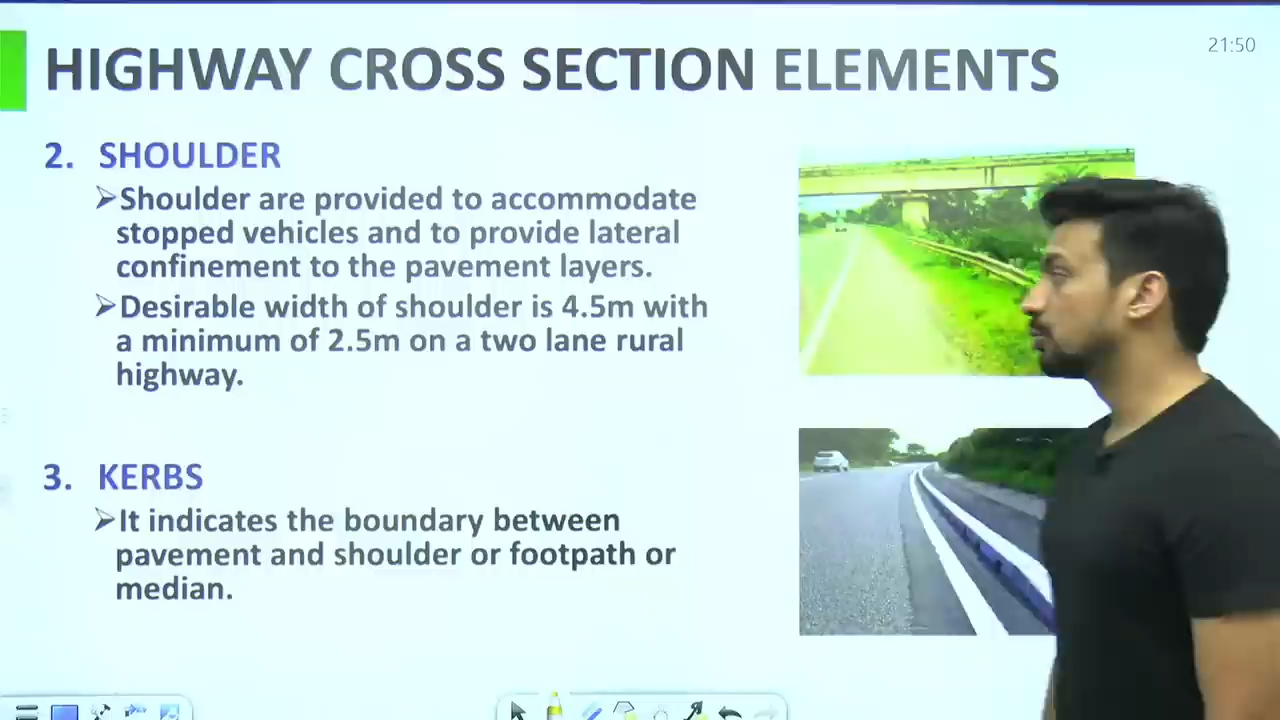 HIGHWAY CROSS SECTION ELEMENTS
21:50
2. SHOULDER
➢Shoulder are provided to accommodate
stopped vehicles and to provide lateral
confinement to the pavement layers.
➢Desirable width of shoulder is 4.5m with
a minimum of 2.5m on a two lane rural
highway.
3. KERBS
➢It indicates the boundary between
pavement and shoulder or footpath or
median.